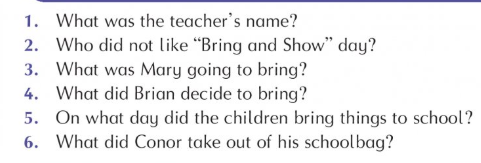 1. What was the teacher's name?
2. Who did not like “Bring and Show” day?
3. What was Mary going to bring?
4. What did Brian decide to bring?
5. On what day did the children bring things to school?
6. What did Conor take out of his schoolbag?